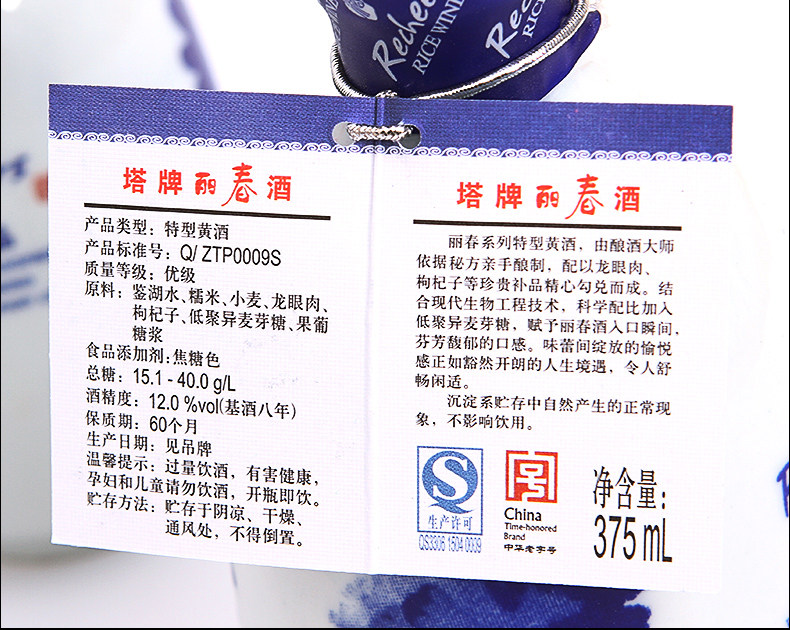 RICE WINE
塔牌丽春酒
产品类型：特型黄酒
产品标准号：Q/ ZTP0009S
质量等级：优级
原料：鉴湖水、糯米、小麦、龙眼肉、
枸杞子、低聚异麦芽糖、果葡
糖浆
食品添加剂：焦糖色
总糖：15.1 - 40.0 g/L
酒精度：12.0 %vol(基酒八年)
保质期：60个月
生产日期：见吊牌
温馨提示：过量饮酒，有害健康，
孕妇和儿童请勿饮酒，开瓶即饮。
贮存方法：贮存于阴凉、干燥、
通风处，不得倒置。
塔牌丽春酒
丽春系列特型黄酒，由酿酒大师
依据秘方亲手酿制，配以龙眼肉、
枸杞子等珍贵补品精心勾兑而成。结
合现代生物工程技术，科学配比加入
低聚异麦芽糖，赋予丽春酒入口瞬间，
芬芳馥郁的口感。味蕾间绽放的愉悦
感正如豁然开朗的人生境遇，令人舒
畅闲适。
沉淀系贮存中自然产生的正常现
象，不影响饮用。
生产许可
QS3306 1504 0009
China
Time-honored
Brand
中华老字号
净含量：
375 mL